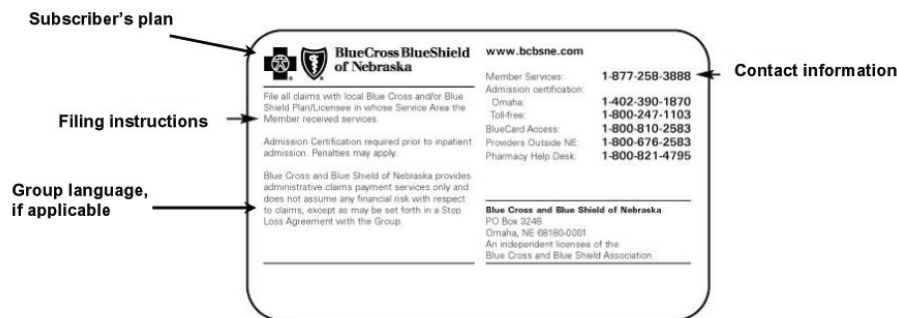 Subscriber's plan
BlueCross BlueShield
of Nebraska
Filing instructions
File all claims with local Blue Cross and/or Blue
Shield Plan/Licensee in whose Service Area the
Member received services.
Admission Certification required prior to inpatient
admission. Penalties may apply.
Group language,
if applicable
Blue Cross and Blue Shield of Nebraska provides
administrative claims payment services only and
does not assume any financial risk with respect
to claims, except as may be set forth in a Stop
Loss Agreement with the Group.
www.bcbsne.com
Member Services: 1-877-258-3888
Contact information
Admission certification:
Omaha: 1-402-390-1870
Toll-free: 1-800-247-1103
BlueCard Access: 1-800-810-2583
Providers Outside NE: 1-800-676-2583
Pharmacy Help Desk: 1-800-821-4795
Blue Cross and Blue Shield of Nebraska
PO Box 3248
Omaha, NE 68180-0001
An independent licensee of the
Blue Cross and Blue Shield Association.